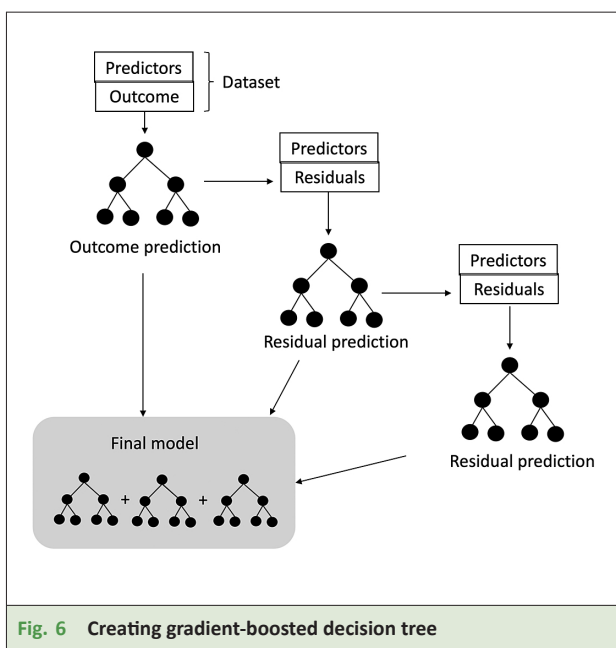 Predictors
Outcome
Dataset
Predictors
Residuals
Outcome prediction
Predictors
Residuals
Residual prediction
Residual prediction
Final model
+ +
Fig. 6 Creating gradient-boosted decision tree